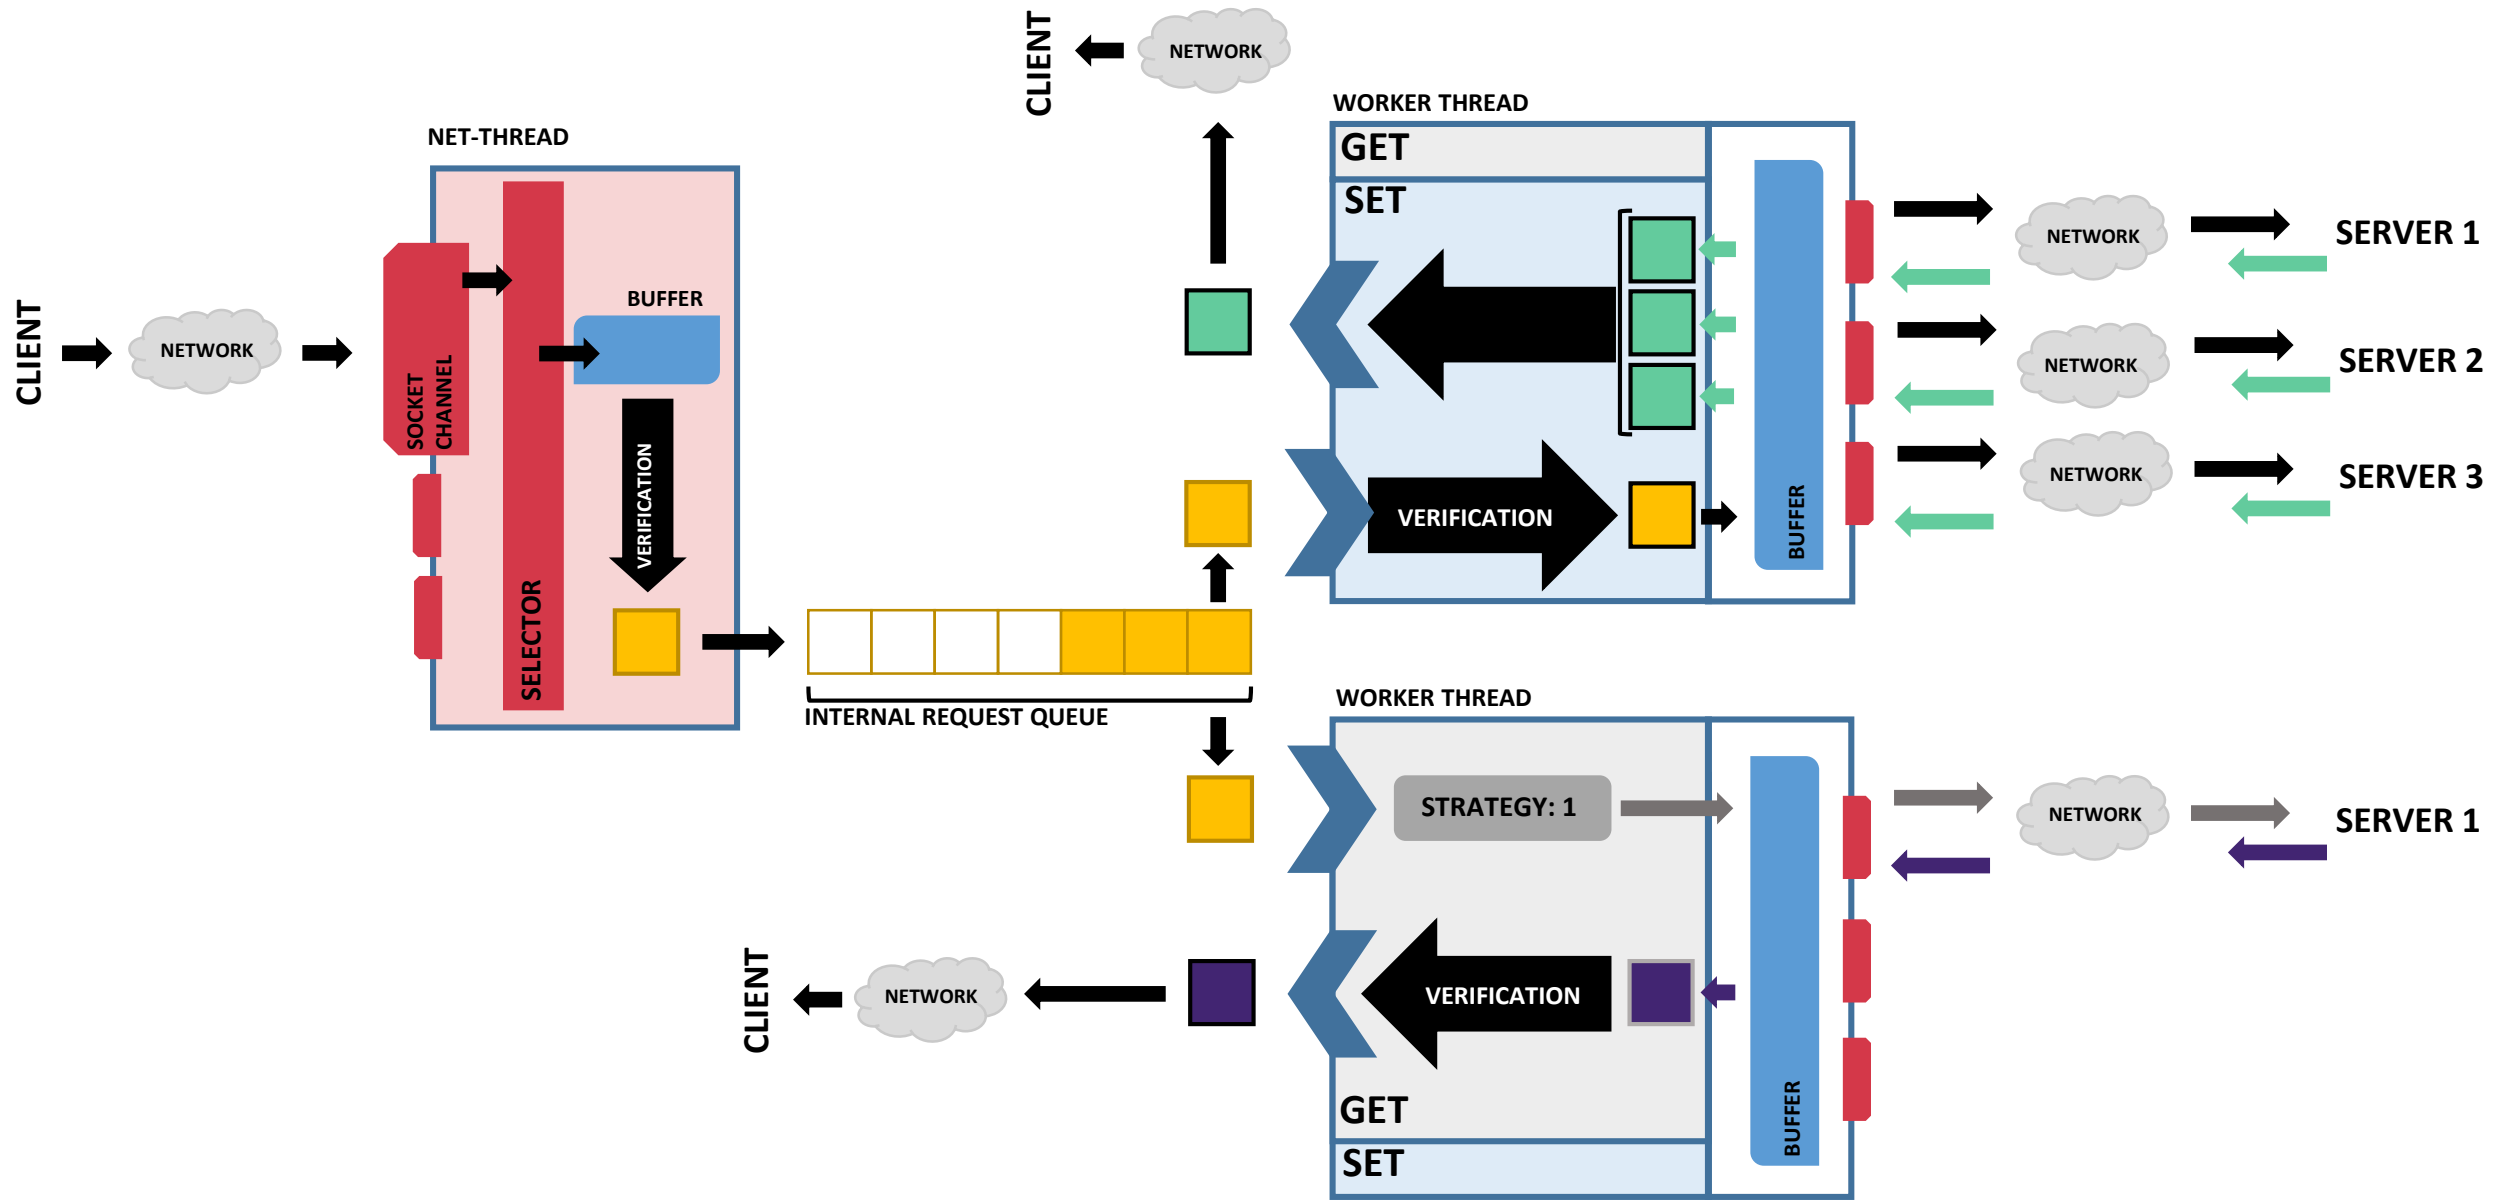 CLIENT
NETWORK
NET-THREAD
SOCKET
CHANNEL
SELECTOR
BUFFER
VERIFICATION
INTERNAL REQUEST QUEUE
CLIENT
NETWORK
WORKER THREAD
GET
SET
VERIFICATION
BUFFER
NETWORK
SERVER 1
NETWORK
SERVER 2
NETWORK
SERVER 3
WORKER THREAD
STRATEGY: 1
VERIFICATION
GET
SET
BUFFER
NETWORK
SERVER 1
CLIENT
NETWORK